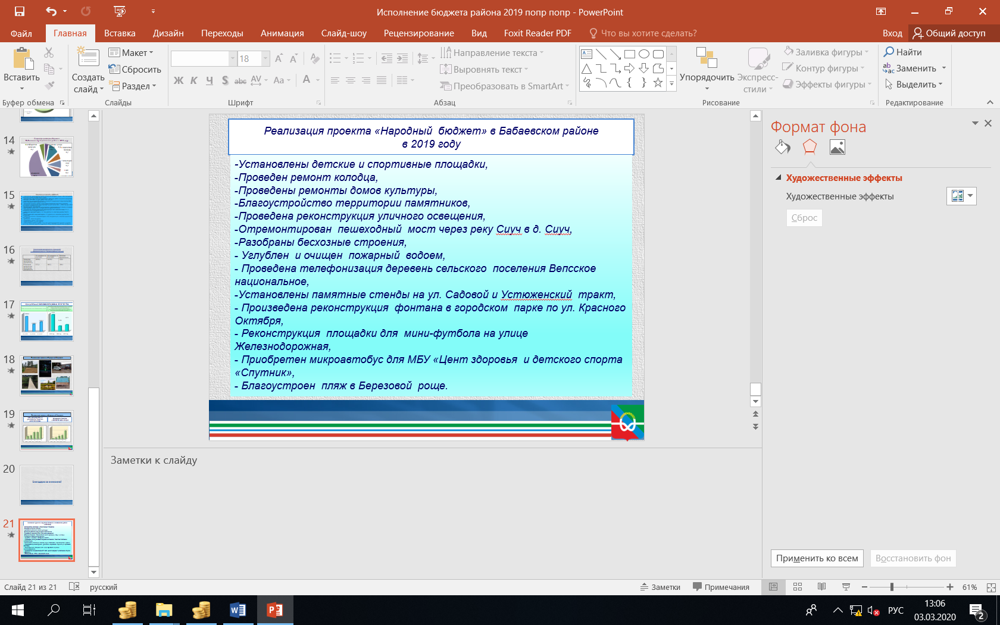 Исполнение бюджета района 2019 попр попр - PowerPoint
Файл Главная Вставка Дизайн Переходы Анимация Слайд-шоу Рецензирование Вид Foxit Reader PDF Что вы хотите сделать? Вход Общий доступ
Вставить
Буфер обмена
Создать слайд
Макет
Сбросить
Раздел
Слайды
18
Ж К Ч S abc AV Aa А
Шрифт
Направление текста
Выровнять текст
Преобразовать в SmartArt
Абзац
Упорядочить
Экспресс-стили
Заливка фигуры
Контур фигуры
Эффекты фигуры
Рисование
Найти
Заменить
Выделить
Редактирование
14
15
16
17
18
19
20
Благодарю за внимание!
21
Реализация проекта «Народный бюджет» в Бабаевском районе
в 2019 году
-Установлены детские и спортивные площадки,
-Проведен ремонт колодца,
-Проведены ремонты домов культуры,
-Благоустройство территории памятников,
-Проведена реконструкция уличного освещения,
-Отремонтирован пешеходный мост через реку Сиуч в д. Сиуч,
-Разобраны бесхозные строения,
- Углублен и очищен пожарный водоем,
- Проведена телефонизация деревень сельского поселения Вепсское
национальное,
-Установлены памятные стенды на ул. Садовой и Устюженский тракт,
- Произведена реконструкция фонтана в городском парке по ул. Красного
Октября,
- Реконструкция площадки для мини-футбола на улице
Железнодорожная,
- Приобретен микроавтобус для МБУ «Цент здоровья и детского спорта
«Спутник»,
- Благоустроен пляж в Березовой роще.
Заметки к слайду
Формат фона
Художественные эффекты
Художественные эффекты
Сброс
Применить ко всем
Восстановить фон
Слайд 21 из 21 русский Заметки Примечания 61%
РУС
13:06
03.03.2020
2